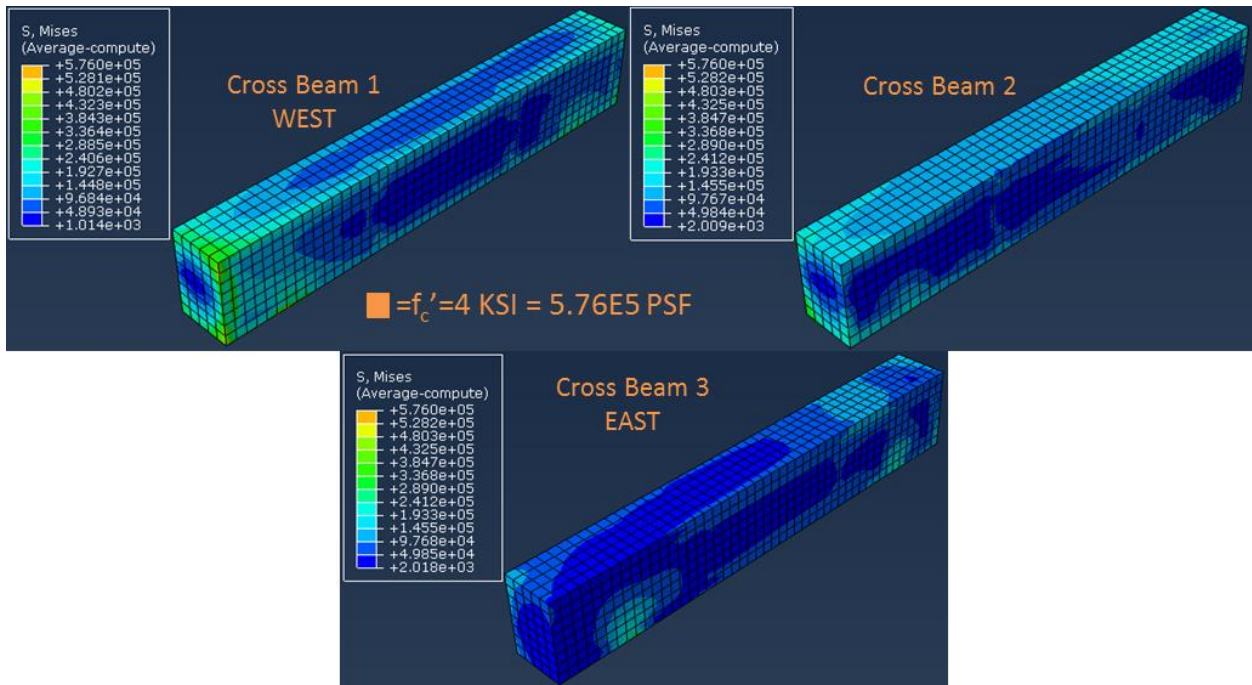 S, Mises
(Average-compute)
+5.760e+05
+5.281e+05
+4.802e+05
+4.323e+05
+3.843e+05
+3.364e+05
+2.885e+05
+2.406e+05
+1.927e+05
+1.448e+05
+9.684e+04
+4.893e+04
+1.014e+03
Cross Beam 1
WEST
S, Mises
(Average-compute)
+5.760e+05
+5.282e+05
+4.803e+05
+4.325e+05
+3.847e+05
+3.368e+05
+2.890e+05
+2.412e+05
+1.933e+05
+1.455e+05
+9.767e+04
+4.984e+04
+2.009e+03
Cross Beam 2
=fc’=4 KSI = 5.76E5 PSF
S, Mises
(Average-compute)
+5.760e+05
+5.282e+05
+4.803e+05
+4.325e+05
+3.847e+05
+3.368e+05
+2.890e+05
+2.412e+05
+1.933e+05
+1.455e+05
+9.768e+04
+4.985e+04
+2.018e+03
Cross Beam 3
EAST